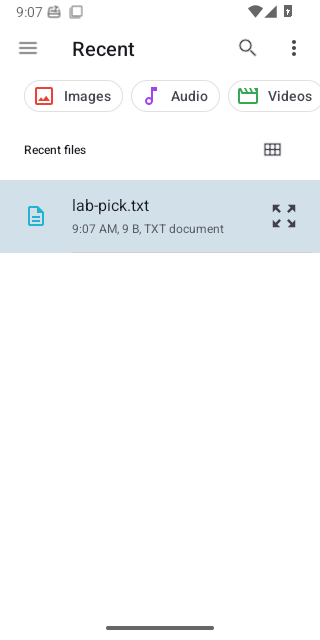 9:07
Recent
Images
Audio
Videos
Recent files
lab-pick.txt
9:07 AM, 9 B, TXT document